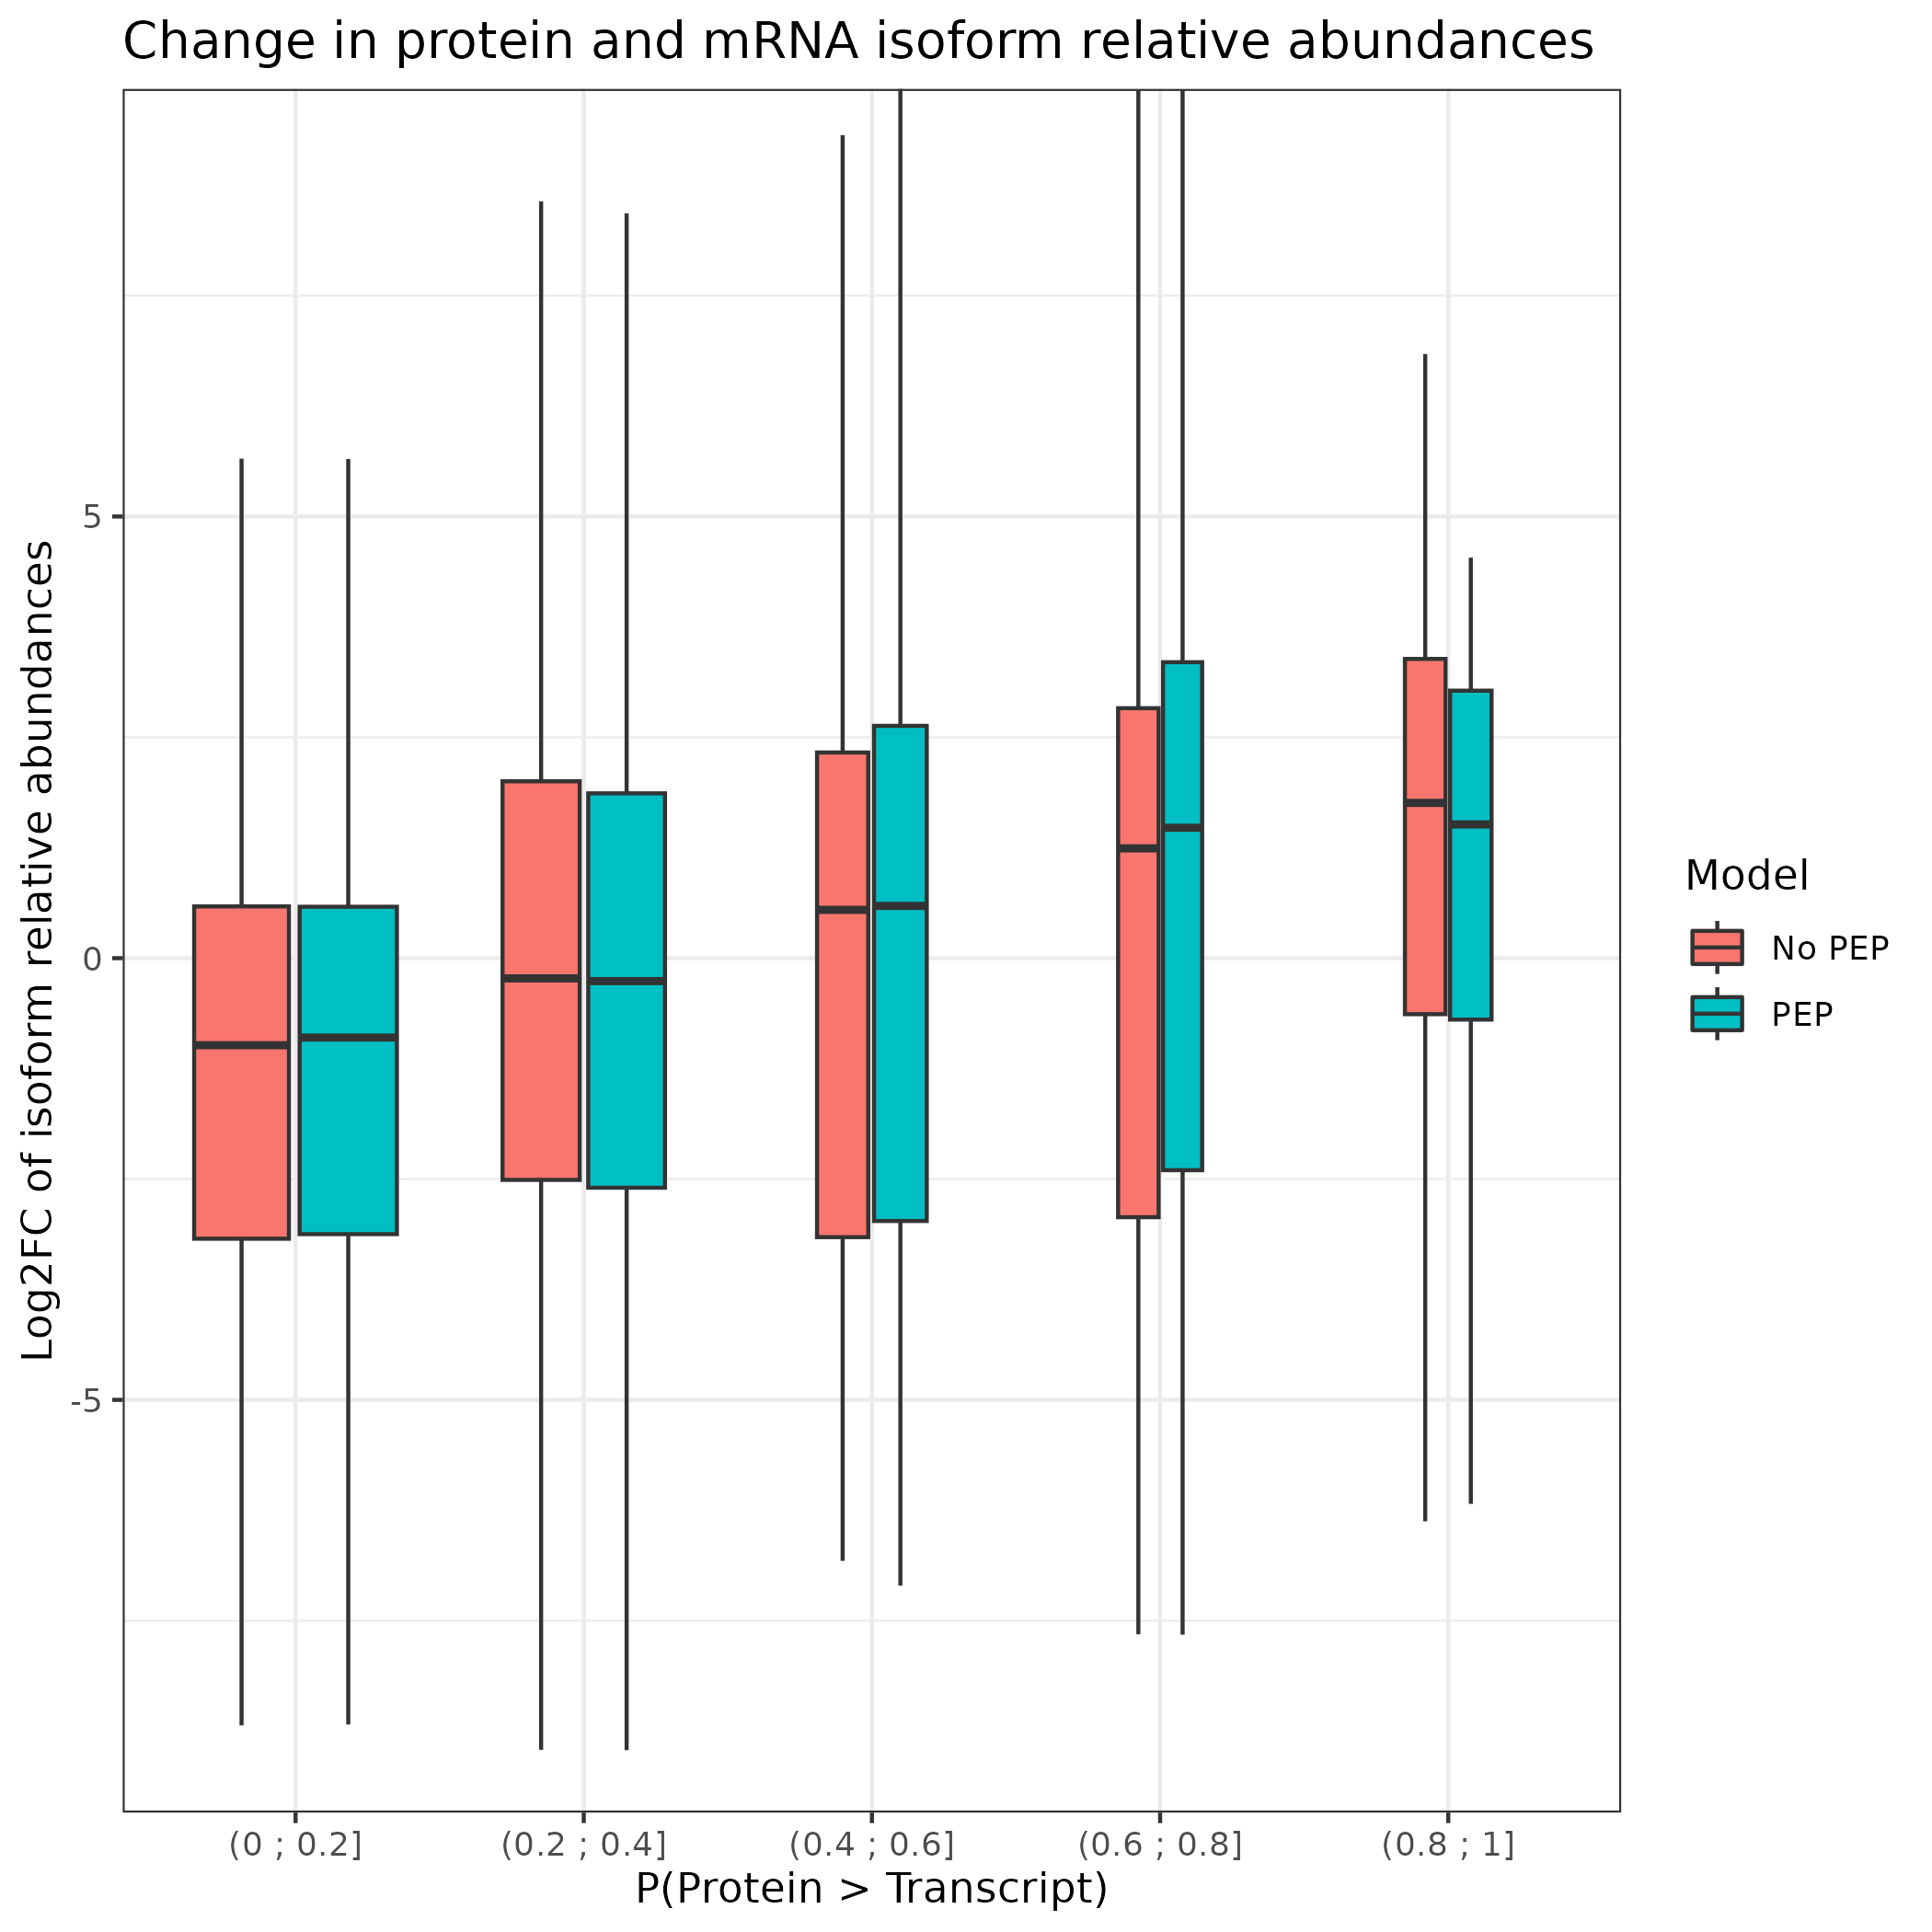 Change in protein and mRNA isoform relative abundances
Log2FC of isoform relative abundances
5
0
-5
(0 ; 0.2]
(0.2 ; 0.4]
(0.4 ; 0.6]
(0.6 ; 0.8]
(0.8 ; 1]
P(Protein > Transcript)
Model
No PEP
PEP